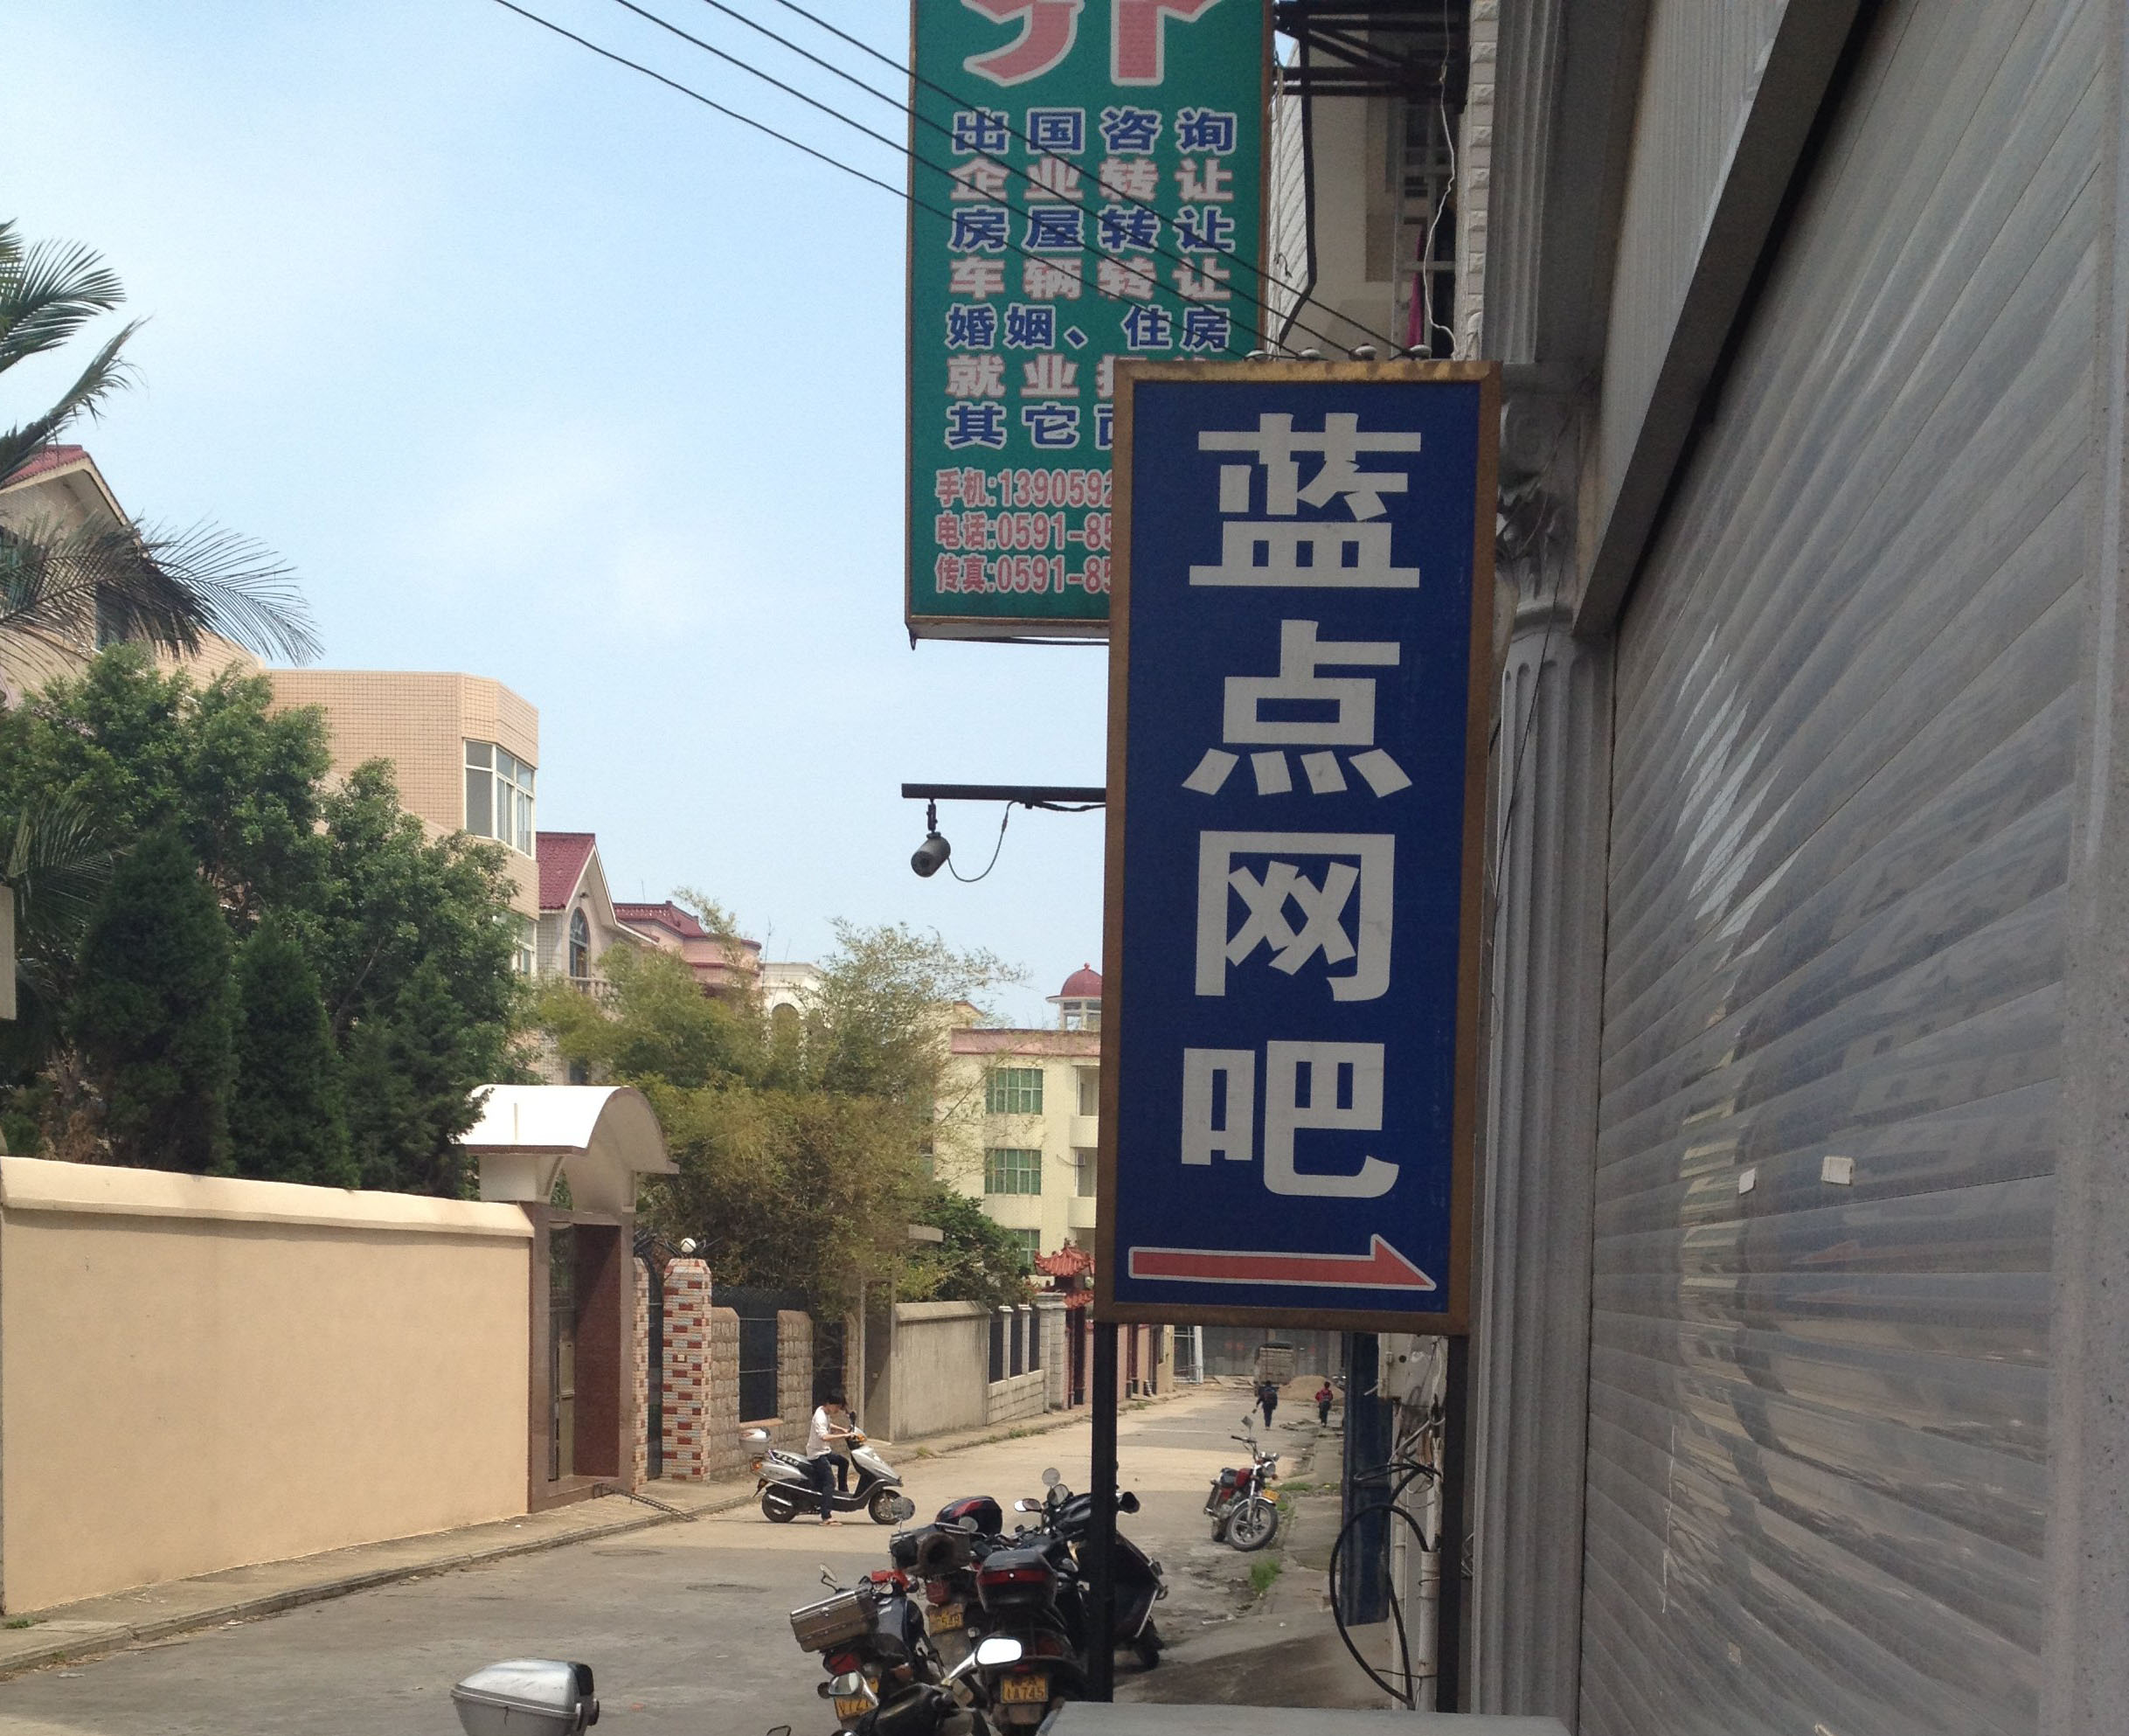 出国咨询
企业转让
房屋转让
车辆转让
婚姻、住房
就业
其它
手机:1390592
电话:0591-85
传真:0591-85
蓝点网吧
A745